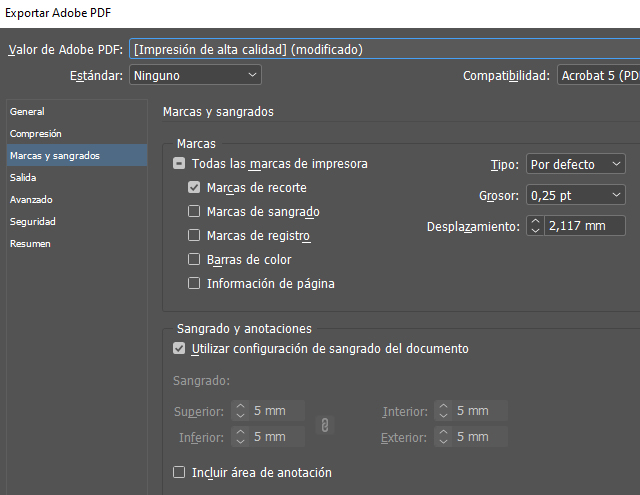 Exportar Adobe PDF
Valor de Adobe PDF: [Impresión de alta calidad] (modificado)
Estándar: Ninguno Compatibilidad: Acrobat 5 (PD
General
Compresión
Marcas y sangrados
Salida
Avanzado
Seguridad
Resumen
Marcas y sangrados
Marcas
Todas las marcas de impresora Tipo: Por defecto
Marcas de recorte Grosor: 0,25 pt
Marcas de sangrado Desplazamiento: 2,117 mm
Marcas de registro
Barras de color
Información de página
Sangrado y anotaciones
Utilizar configuración de sangrado del documento
Sangrado:
Superior: 5 mm Interior: 5 mm
Inferior: 5 mm Exterior: 5 mm
Incluir área de anotación